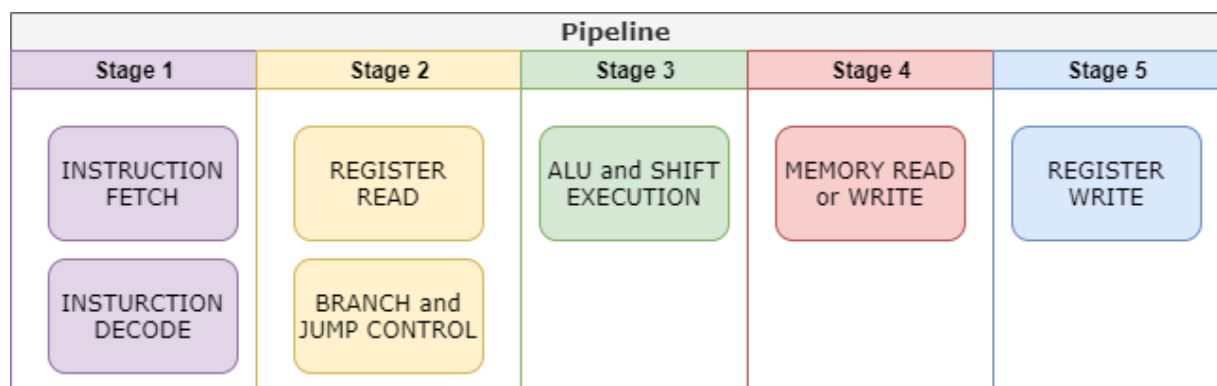 Pipeline
Stage 1
Stage 2
Stage 3
Stage 4
Stage 5
INSTRUCTION
FETCH
REGISTER
READ
ALU and SHIFT
EXECUTION
MEMORY READ
or WRITE
REGISTER
WRITE
INSTURCTION
DECODE
BRANCH and
JUMP CONTROL